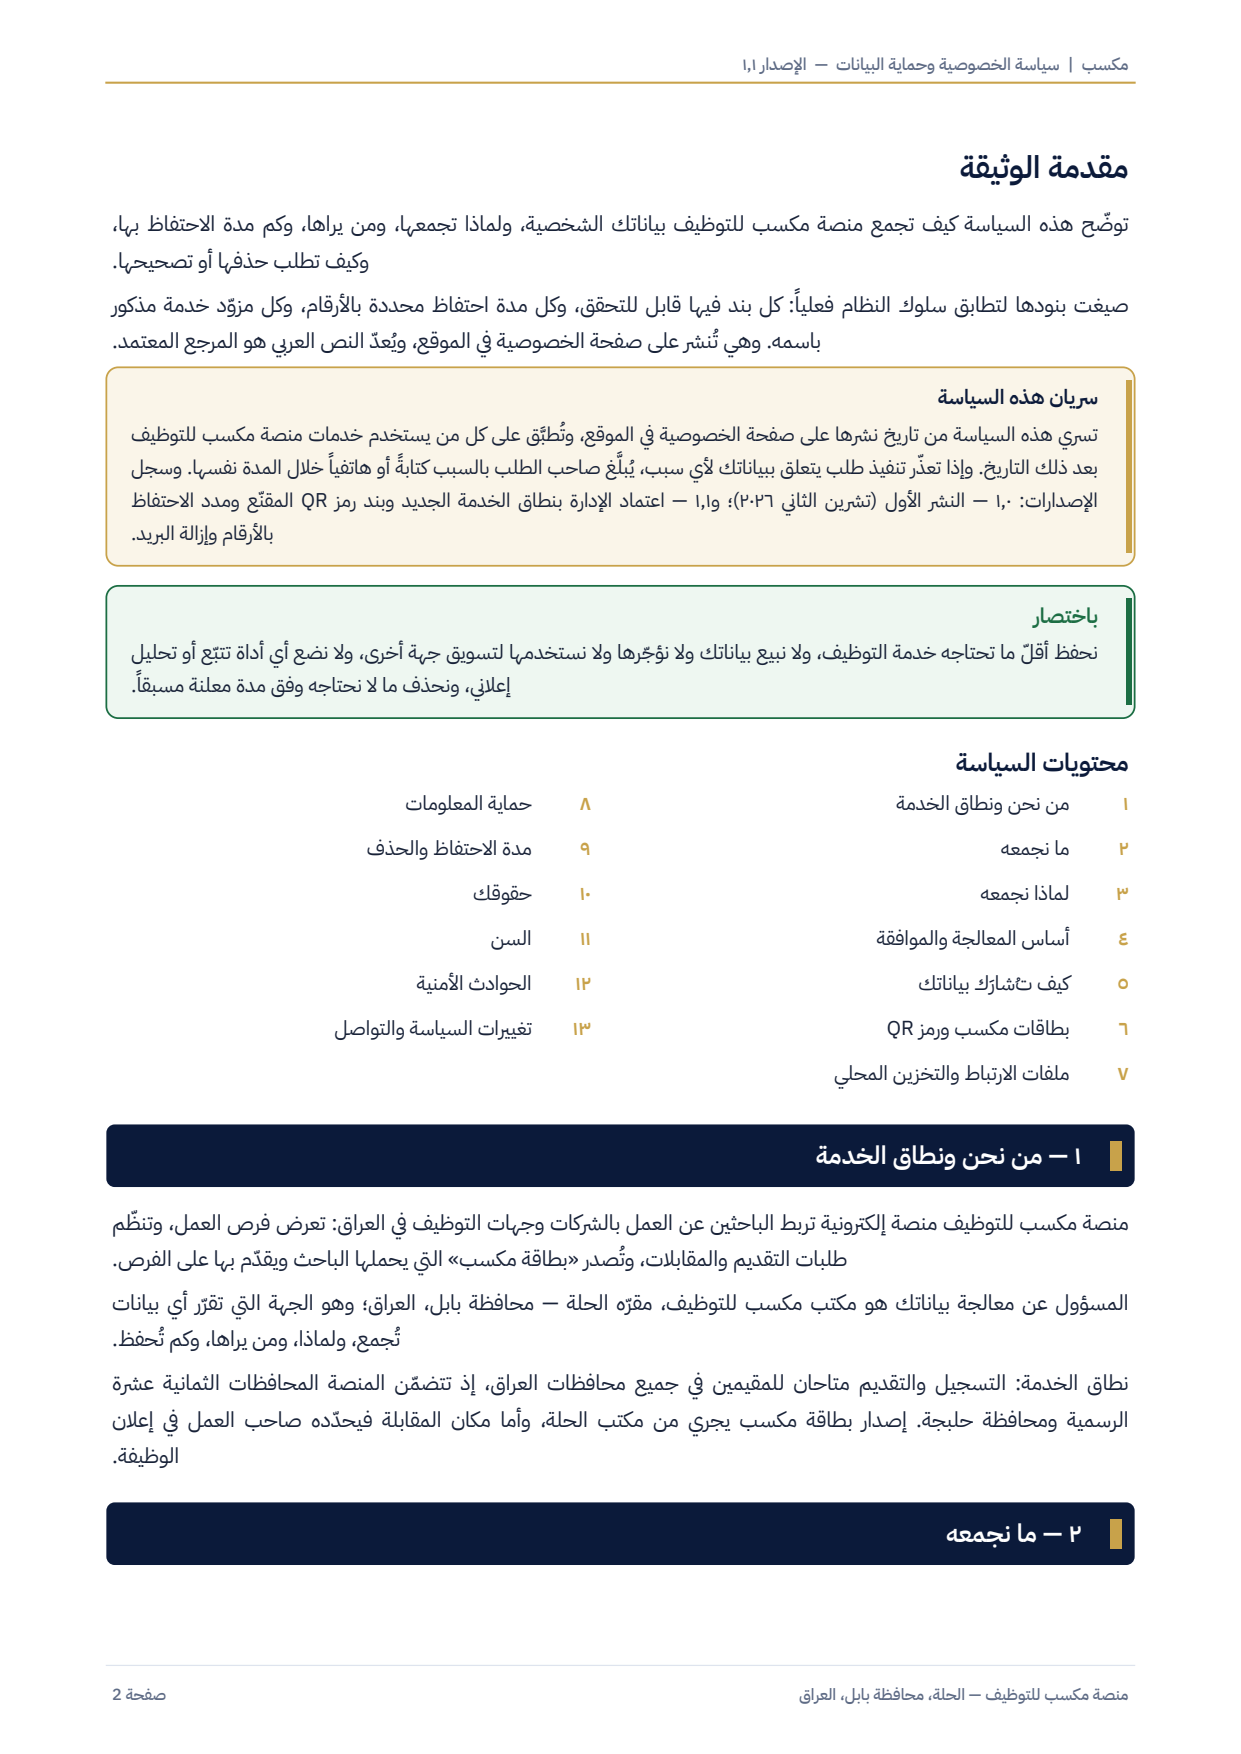 مكسب | سياسة الخصوصية وحماية البيانات — الإصدار ١,١
مقدمة الوثيقة
توضّح هذه السياسة كيف تجمع منصة مكسب للتوظيف بياناتك الشخصية، ولماذا تجمعها، ومن يراها، وكم مدة الاحتفاظ بها،
وكيف تطلب حذفها أو تصحيحها.
صيغت بنودها لتطابق سلوك النظام فعلياً: كل بند فيها قابل للتحقق، وكل مدة احتفاظ محددة بالأرقام، وكل مزوّد خدمة مذكور
باسمه. وهي تُنشر على صفحة الخصوصية في الموقع، ويُعدّ النص العربي هو المرجع المعتمد.
سريان هذه السياسة
تسري هذه السياسة من تاريخ نشرها على صفحة الخصوصية في الموقع، وتُطبَّق على كل من يستخدم خدمات منصة مكسب للتوظيف
بعد ذلك التاريخ. وإذا تعذّر تنفيذ طلب يتعلق ببياناتك لأي سبب، يُبلَّغ صاحب الطلب بالسبب كتابةً أو هاتفياً خلال المدة نفسها. وسجل
الإصدارات: ١,٠ — النشر الأول (تشرين الثاني ٢٠٢٦)؛ و١,١ — اعتماد الإدارة بنطاق الخدمة الجديد وبند رمز QR المقنّع ومدد الاحتفاظ
بالأرقام وإزالة البريد.
باختصار
نحفظ أقلّ ما تحتاجه خدمة التوظيف، ولا نبيع بياناتك ولا نؤجّرها ولا نستخدمها لتسويق جهة أخرى، ولا نضع أي أداة تتبّع أو تحليل
إعلاني، ونحذف ما لا نحتاجه وفق مدة معلنة مسبقاً.
محتويات السياسة
١ من نحن ونطاق الخدمة
٢ ما نجمعه
٣ لماذا نجمعه
٤ أساس المعالجة والموافقة
٥ كيف تُشارَك بياناتك
٦ بطاقات مكسب ورمز QR
٧ ملفات الارتباط والتخزين المحلي
٨ حماية المعلومات
٩ مدة الاحتفاظ والحذف
١٠ حقوقك
١١ السن
١٢ الحوادث الأمنية
١٣ تغييرات السياسة والتواصل
١ — من نحن ونطاق الخدمة
منصة مكسب للتوظيف منصة إلكترونية تربط الباحثين عن العمل بالشركات وجهات التوظيف في العراق: تعرض فرص العمل، وتنظّم
طلبات التقديم والمقابلات، وتُصدر «بطاقة مكسب» التي يحملها الباحث ويقدّم بها على الفرص.
المسؤول عن معالجة بياناتك هو مكتب مكسب للتوظيف، مقرّه الحلة — محافظة بابل، العراق؛ وهو الجهة التي تقرّر أي بيانات
تُجمع، ولماذا، ومن يراها، وكم تُحفظ.
نطاق الخدمة: التسجيل والتقديم متاحان للمقيمين في جميع محافظات العراق، إذ تتضمّن المنصة المحافظات الثمانية عشرة
الرسمية ومحافظة حلبجة. إصدار بطاقة مكسب يجري من مكتب الحلة، وأما مكان المقابلة فيحدّده صاحب العمل في إعلان
الوظيفة.
٢ — ما نجمعه
منصة مكسب للتوظيف — الحلة، محافظة بابل، العراق
صفحة 2